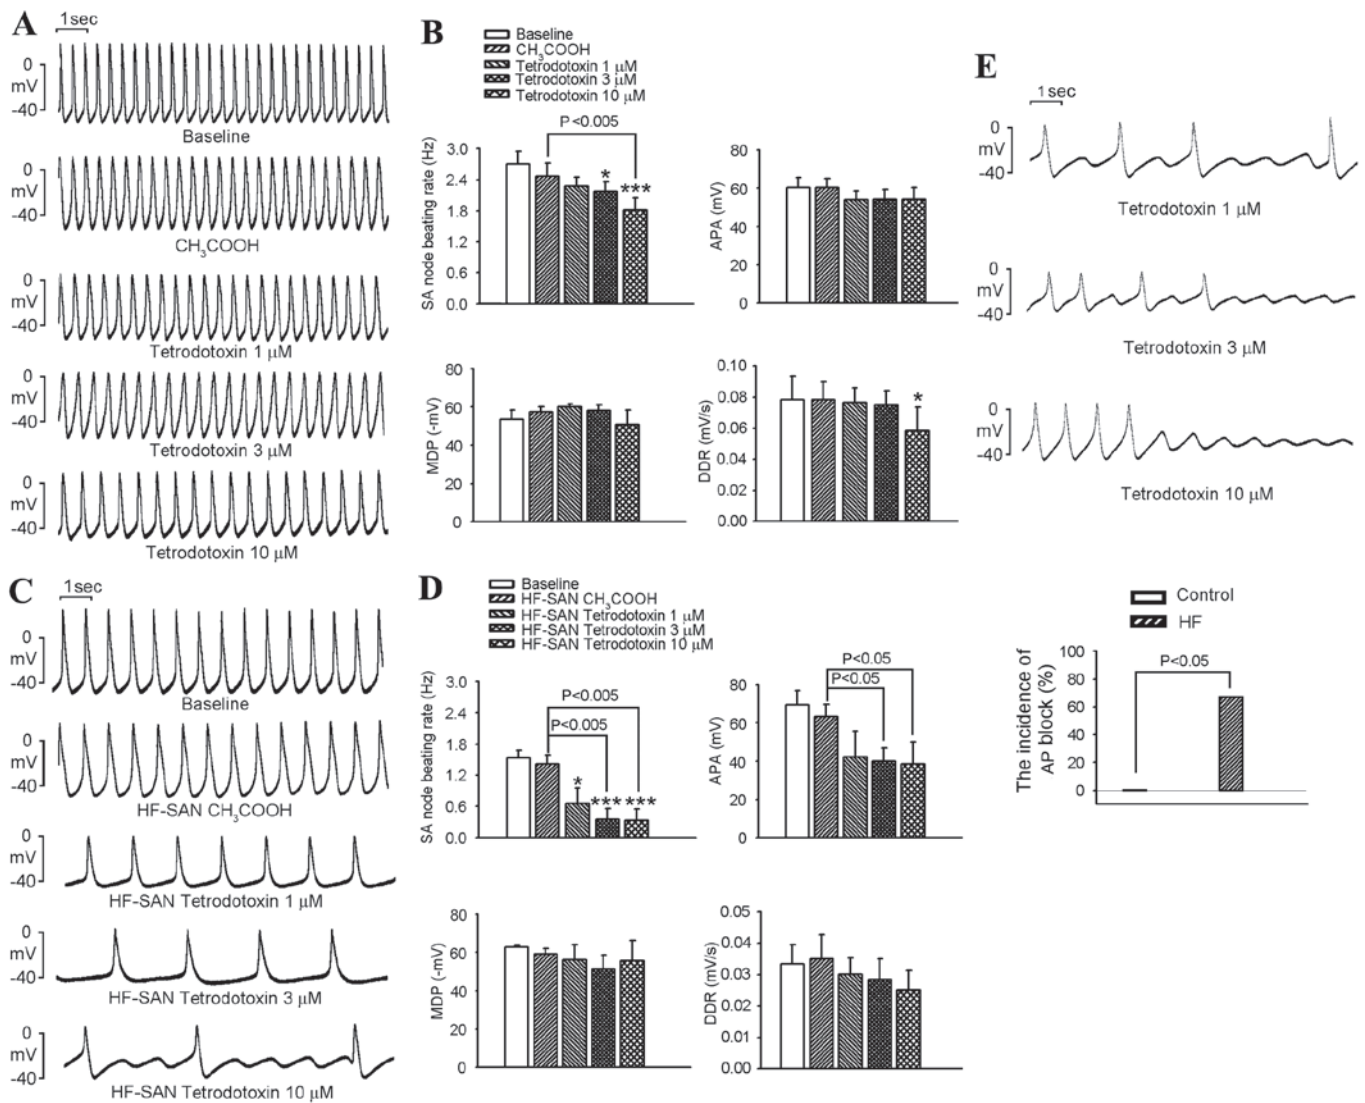 A
1sec
0
mV
-40
Baseline
0
mV
-40
CH3COOH
0
mV
-40
Tetrodotoxin 1 μM
0
mV
-40
Tetrodotoxin 3 μM
0
mV
-40
Tetrodotoxin 10 μM
B
Baseline
CH3COOH
Tetrodotoxin 1 μM
Tetrodotoxin 3 μM
Tetrodotoxin 10 μM
P<0.005
SA node beating rate (Hz)
3.0
2.4
1.8
1.2
0.6
0.0
*
***
APA (mV)
80
60
40
20
0
MDP (-mV)
80
60
40
20
0
DDR (mV/s)
0.10
0.08
0.06
0.04
0.02
0.00
*
C
1sec
0
mV
-40
Baseline
0
mV
-40
HF-SAN CH3COOH
0
mV
-40
HF-SAN Tetrodotoxin 1 μM
0
mV
-40
HF-SAN Tetrodotoxin 3 μM
0
mV
-40
HF-SAN Tetrodotoxin 10 μM
D
Baseline
HF-SAN CH3COOH
HF-SAN Tetrodotoxin 1 μM
HF-SAN Tetrodotoxin 3 μM
HF-SAN Tetrodotoxin 10 μM
SA node beating rate (Hz)
3.0
2.4
1.8
1.2
0.6
0.0
P<0.005
P<0.005
*
*** ***
APA (mV)
80
60
40
20
0
P<0.05
P<0.05
MDP (-mV)
80
60
40
20
0
DDR (mV/s)
0.05
0.04
0.03
0.02
0.01
0.00
E
1sec
0
mV
-40
Tetrodotoxin 1 μM
0
mV
-40
Tetrodotoxin 3 μM
0
mV
-40
Tetrodotoxin 10 μM
Control
HF
The incidence of
AP block (%)
100
80
60
40
20
0
P<0.05